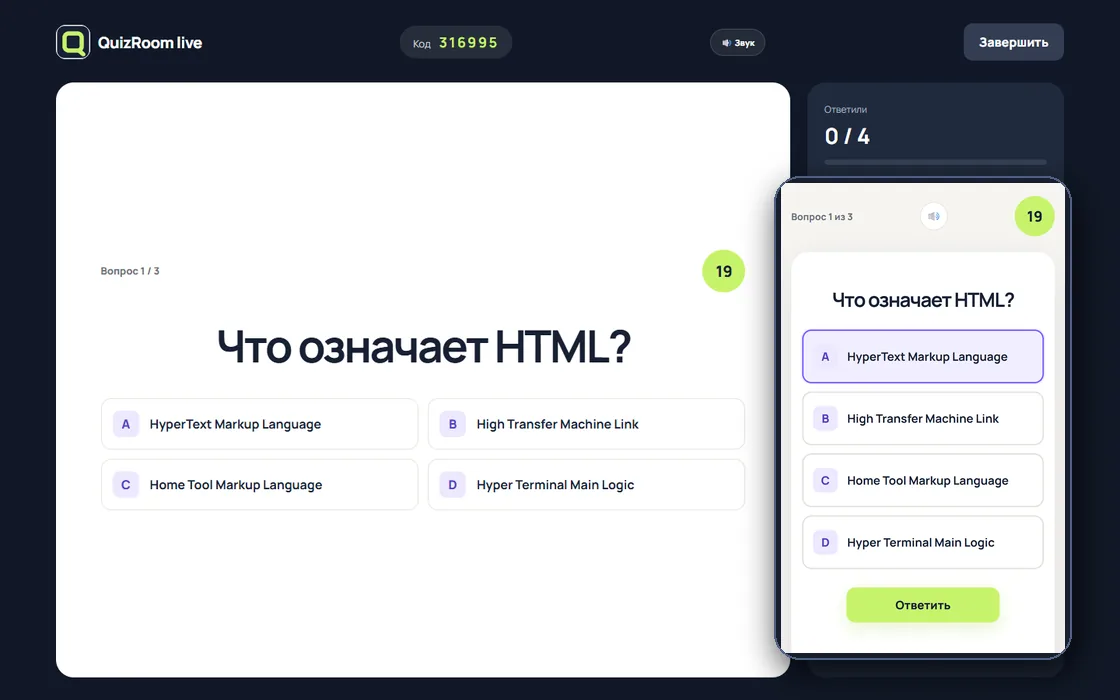 QuizRoom live
Код 316995
Звук
Завершить
Вопрос 1 / 3
19
Что означает HTML?
A HyperText Markup Language
B High Transfer Machine Link
C Home Tool Markup Language
D Hyper Terminal Main Logic
Ответили
0 / 4
Вопрос 1 из 3
19
Что означает HTML?
A HyperText Markup Language
B High Transfer Machine Link
C Home Tool Markup Language
D Hyper Terminal Main Logic
Ответить